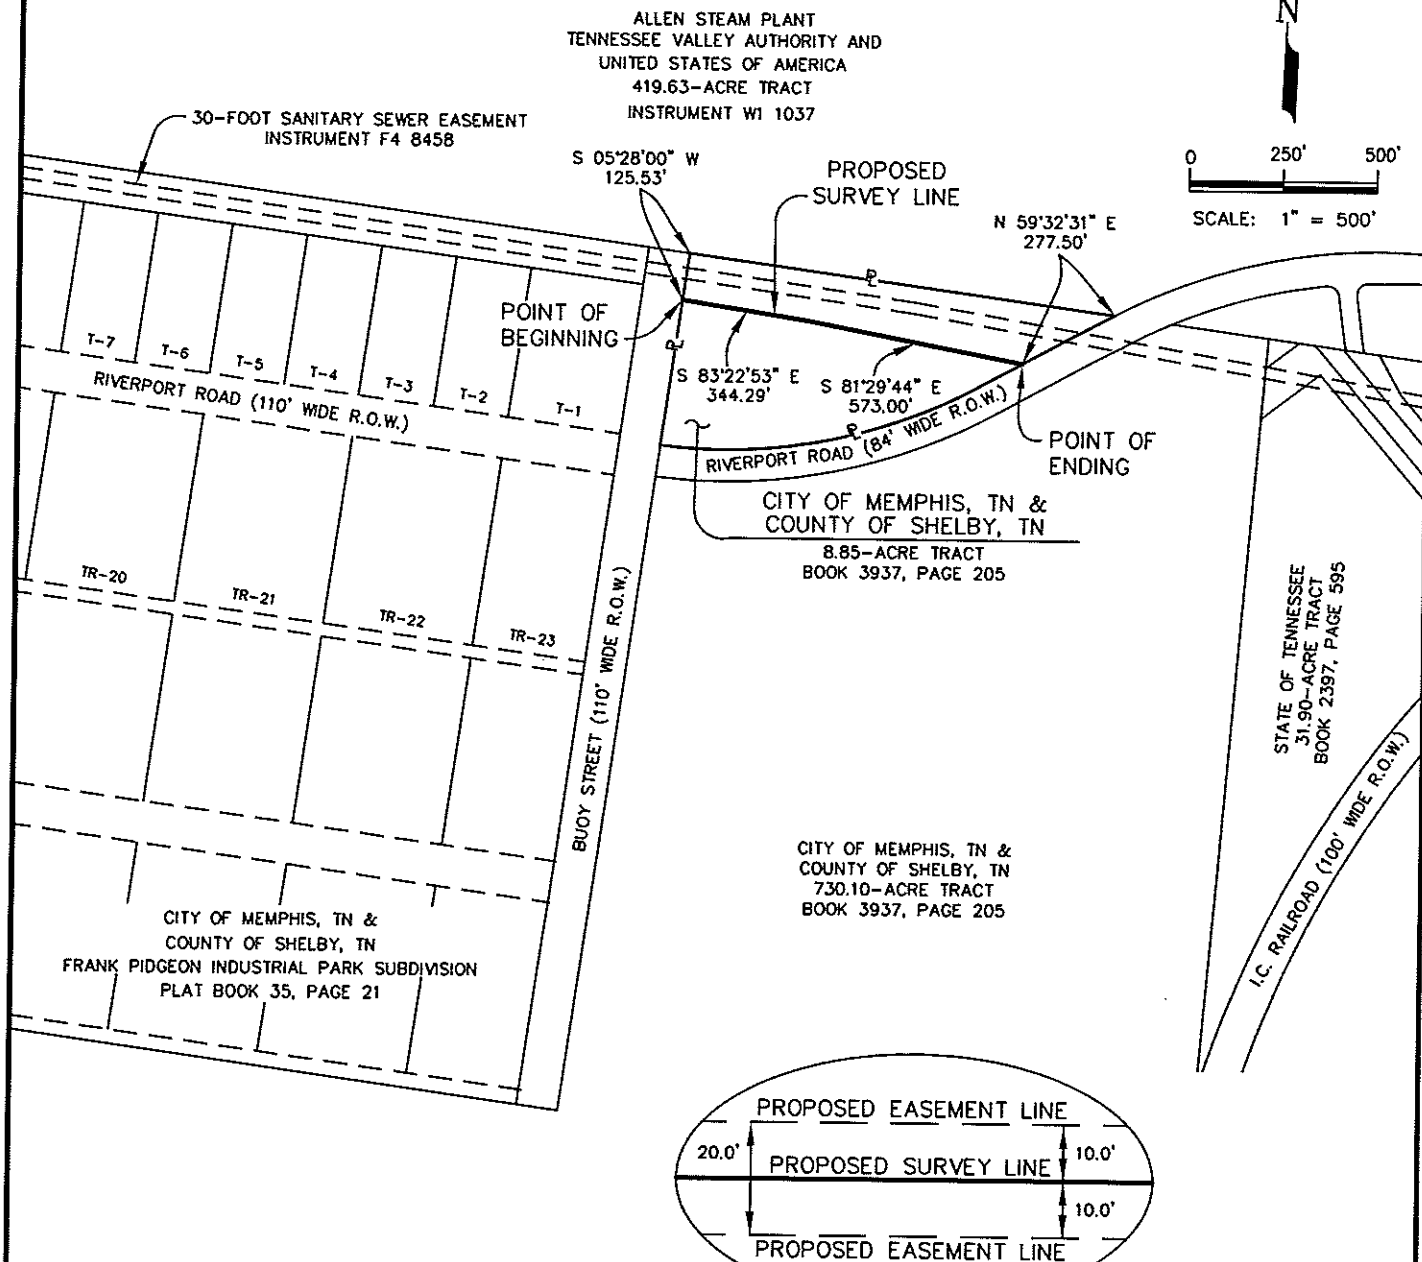 ALLEN STEAM PLANT
TENNESSEE VALLEY AUTHORITY AND
UNITED STATES OF AMERICA
419.63-ACRE TRACT
INSTRUMENT W1 1037
N
30-FOOT SANITARY SEWER EASEMENT
INSTRUMENT F4 8458
S 05°28'00" W
125.53'
PROPOSED
SURVEY LINE
N 59°32'31" E
277.50'
0 250' 500'
SCALE: 1" = 500'
PL
POINT OF
BEGINNING
PL
S 83°22'53" E
344.29'
S 81°29'44" E
573.00'
PL
T-7
T-6
T-5
T-4
T-3
T-2
T-1
RIVERPORT ROAD (110' WIDE R.O.W.)
RIVERPORT ROAD (84' WIDE R.O.W.)
POINT OF
ENDING
CITY OF MEMPHIS, TN &
COUNTY OF SHELBY, TN
8.85-ACRE TRACT
BOOK 3937, PAGE 205
TR-20
TR-21
TR-22
TR-23
BUOY STREET (110' WIDE R.O.W.)
STATE OF TENNESSEE
31.90-ACRE TRACT
BOOK 2397, PAGE 595
I.C. RAILROAD (100' WIDE R.O.W.)
CITY OF MEMPHIS, TN &
COUNTY OF SHELBY, TN
730.10-ACRE TRACT
BOOK 3937, PAGE 205
CITY OF MEMPHIS, TN &
COUNTY OF SHELBY, TN
FRANK PIDGEON INDUSTRIAL PARK SUBDIVISION
PLAT BOOK 35, PAGE 21
PROPOSED EASEMENT LINE
20.0'
10.0'
PROPOSED SURVEY LINE
10.0'
PROPOSED EASEMENT LINE